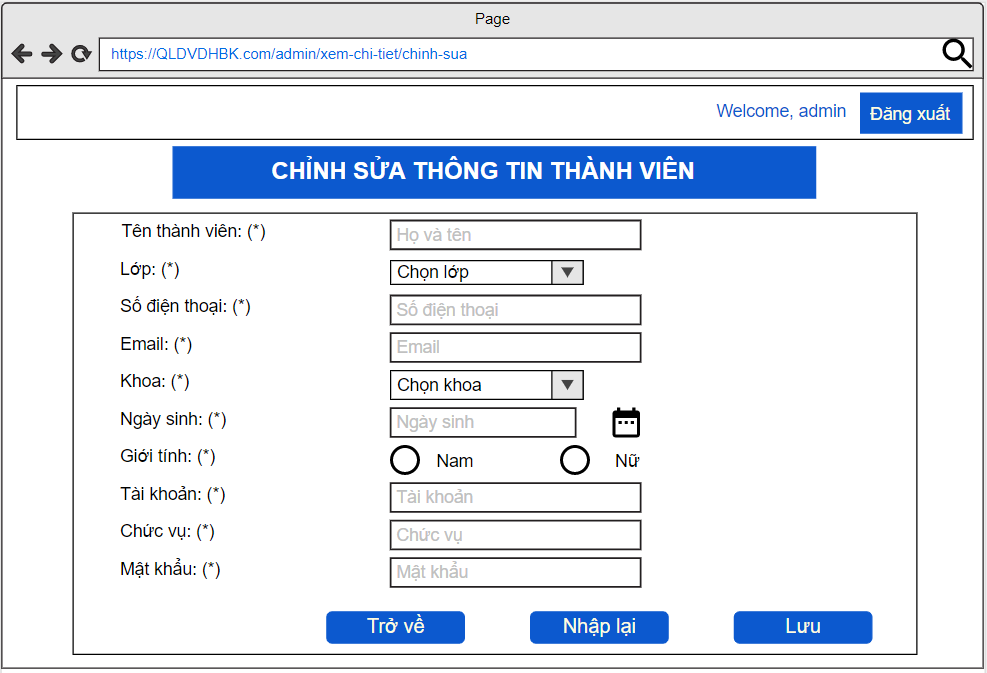 Page
https://QLDVDHBK.com/admin/xem-chi-tiet/chinh-sua
Welcome, admin Đăng xuất
CHỈNH SỬA THÔNG TIN THÀNH VIÊN
Tên thành viên: (*) Họ và tên
Lớp: (*) Chọn lớp
Số điện thoại: (*) Số điện thoại
Email: (*) Email
Khoa: (*) Chọn khoa
Ngày sinh: (*) Ngày sinh
Giới tính: (*) Nam Nữ
Tài khoản: (*) Tài khoản
Chức vụ: (*) Chức vụ
Mật khẩu: (*) Mật khẩu
Trở về Nhập lại Lưu